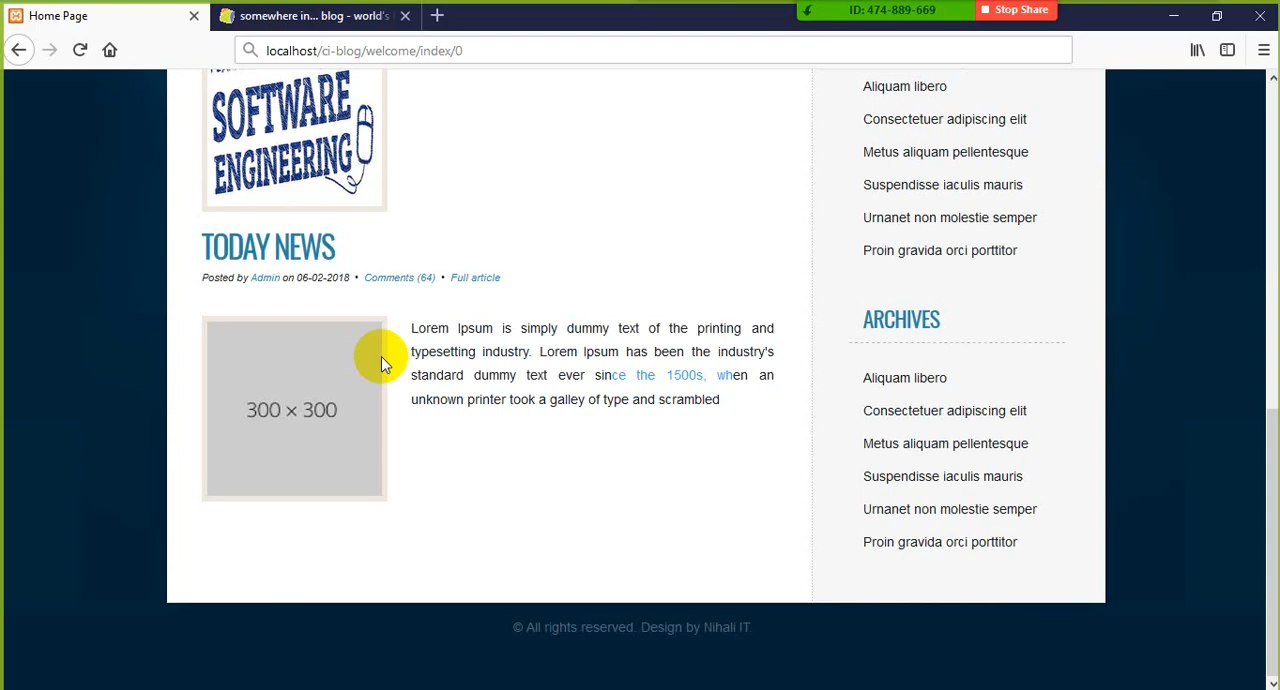 Home Page
somewhere in... blog - world's
ID: 474-889-669
Stop Share
localhost/ci-blog/welcome/index/0
SOFTWARE
ENGINEERING
TODAY NEWS
Posted by Admin on 06-02-2018 • Comments (64) • Full article
300 × 300
Lorem Ipsum is simply dummy text of the printing and
typesetting industry. Lorem Ipsum has been the industry's
standard dummy text ever since the 1500s, when an
unknown printer took a galley of type and scrambled
Aliquam libero
Consectetuer adipiscing elit
Metus aliquam pellentesque
Suspendisse iaculis mauris
Urnanet non molestie semper
Proin gravida orci porttitor
ARCHIVES
Aliquam libero
Consectetuer adipiscing elit
Metus aliquam pellentesque
Suspendisse iaculis mauris
Urnanet non molestie semper
Proin gravida orci porttitor
© All rights reserved. Design by Nihali IT